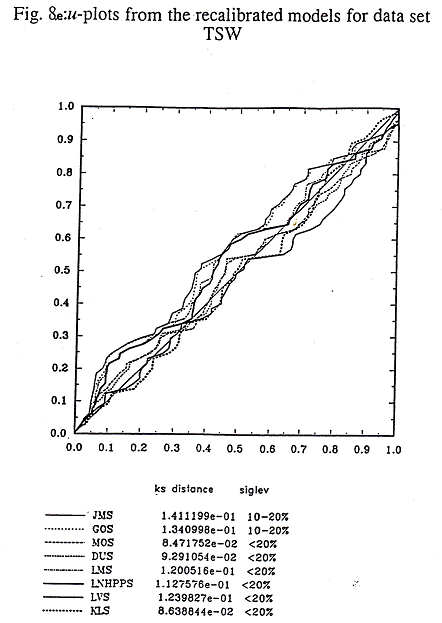 Fig. 8e:u-plots from the recalibrated models for data set
TSW
1.0
0.9
0.8
0.7
0.6
0.5
0.4
0.3
0.2
0.1
0.0
0.0 0.1 0.2 0.3 0.4 0.5 0.6 0.7 0.8 0.9 1.0
ks distance siglev
JMS 1.411199e-01 10-20%
GOS 1.340998e-01 10-20%
MOS 8.471752e-02 <20%
DUS 9.291054e-02 <20%
LMS 1.200516e-01 <20%
LNHPPS 1.127576e-01 <20%
LVS 1.239827e-01 <20%
KLS 8.638844e-02 <20%